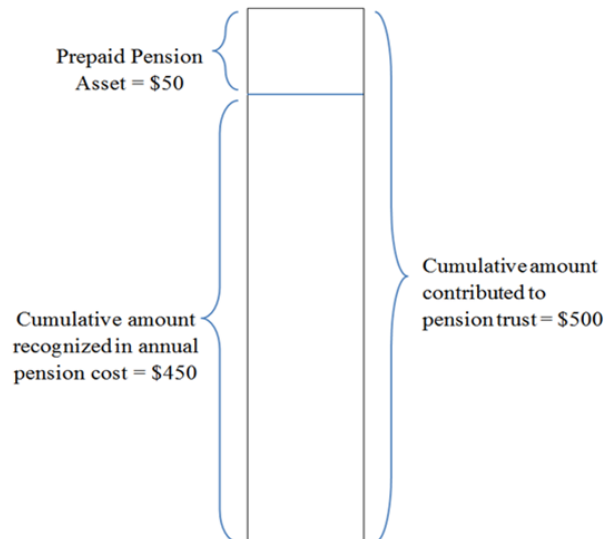 Prepaid Pension
Asset = $50
Cumulative amount
contributed to
pension trust = $500
Cumulative amount
recognized in annual
pension cost = $450